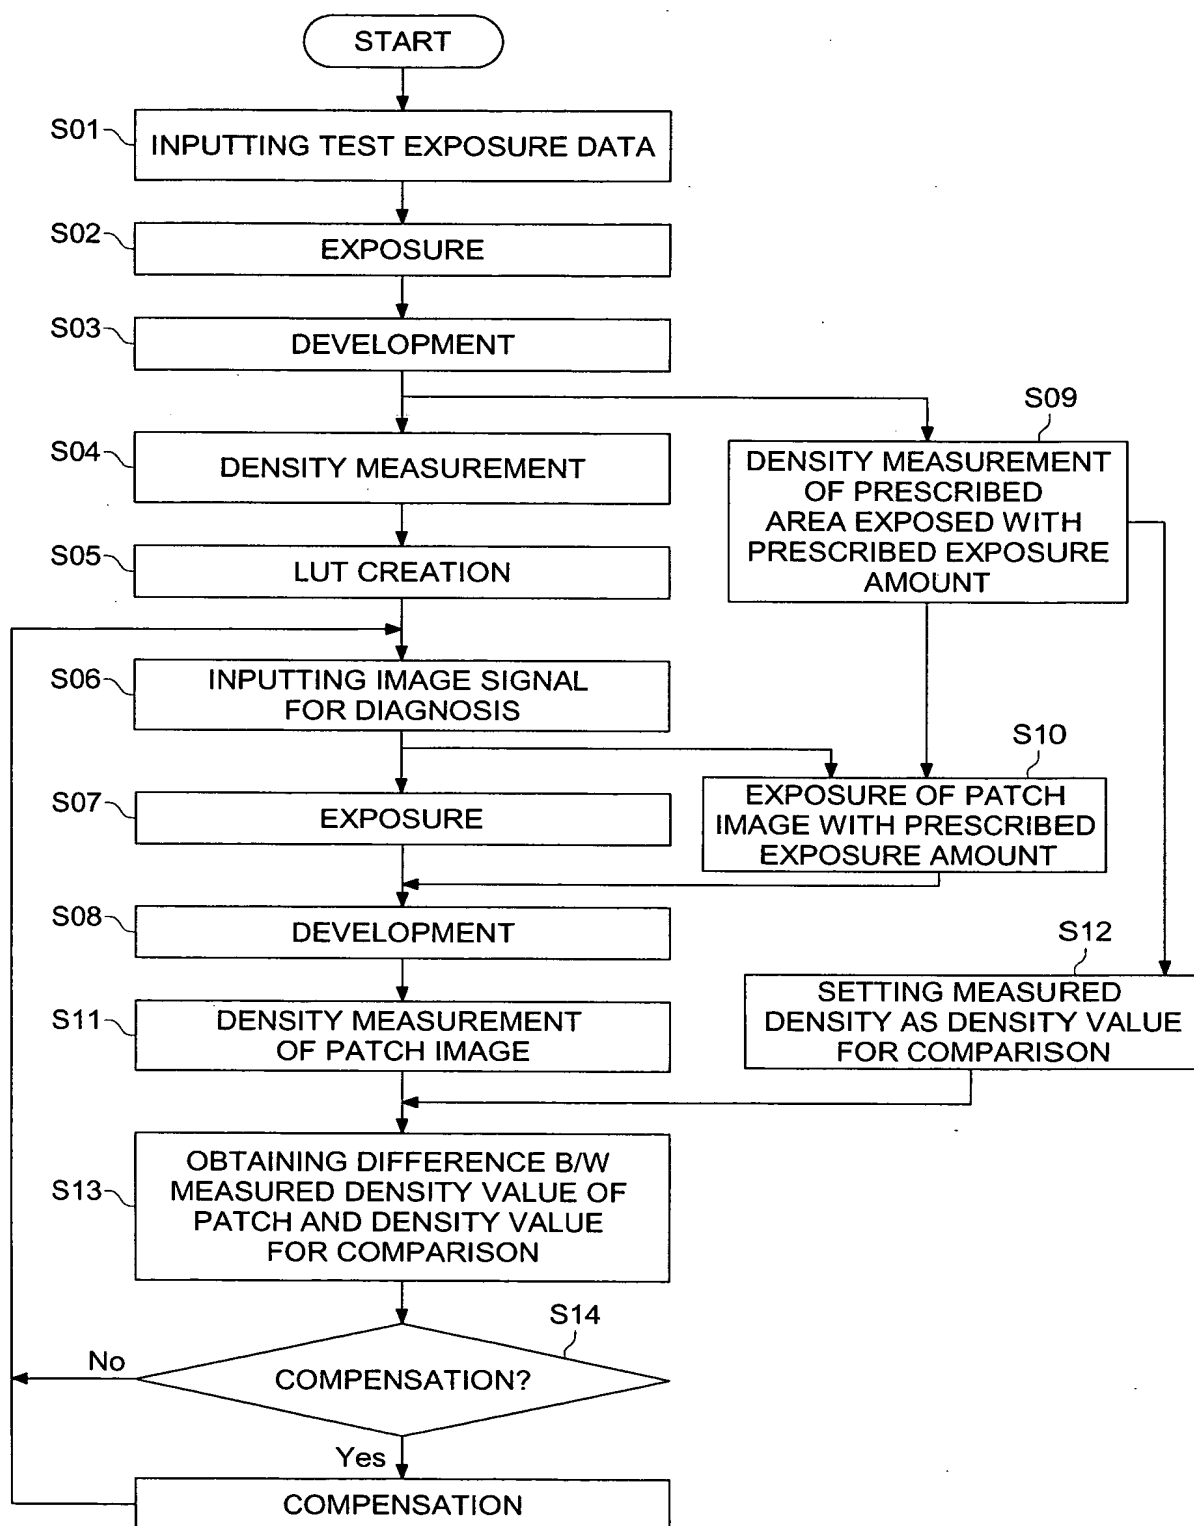 START
S01
INPUTTING TEST EXPOSURE DATA
S02
EXPOSURE
S03
DEVELOPMENT
S09
S04
DENSITY MEASUREMENT
DENSITY MEASUREMENT
OF PRESCRIBED
AREA EXPOSED WITH
PRESCRIBED EXPOSURE
AMOUNT
S05
LUT CREATION
S06
INPUTTING IMAGE SIGNAL
FOR DIAGNOSIS
S10
S07
EXPOSURE
EXPOSURE OF PATCH
IMAGE WITH PRESCRIBED
EXPOSURE AMOUNT
S08
DEVELOPMENT
S12
S11
DENSITY MEASUREMENT
OF PATCH IMAGE
SETTING MEASURED
DENSITY AS DENSITY VALUE
FOR COMPARISON
S13
OBTAINING DIFFERENCE B/W
MEASURED DENSITY VALUE OF
PATCH AND DENSITY VALUE
FOR COMPARISON
S14
No
COMPENSATION?
Yes
COMPENSATION